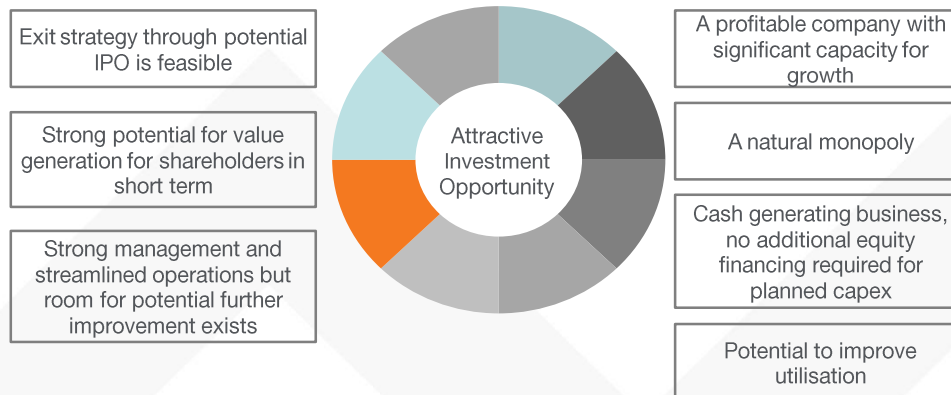 Exit strategy through potential
IPO is feasible
Strong potential for value
generation for shareholders in
short term
Strong management and
streamlined operations but
room for potential further
improvement exists
Attractive
Investment
Opportunity
A profitable company with
significant capacity for
growth
A natural monopoly
Cash generating business,
no additional equity
financing required for
planned capex
Potential to improve
utilisation